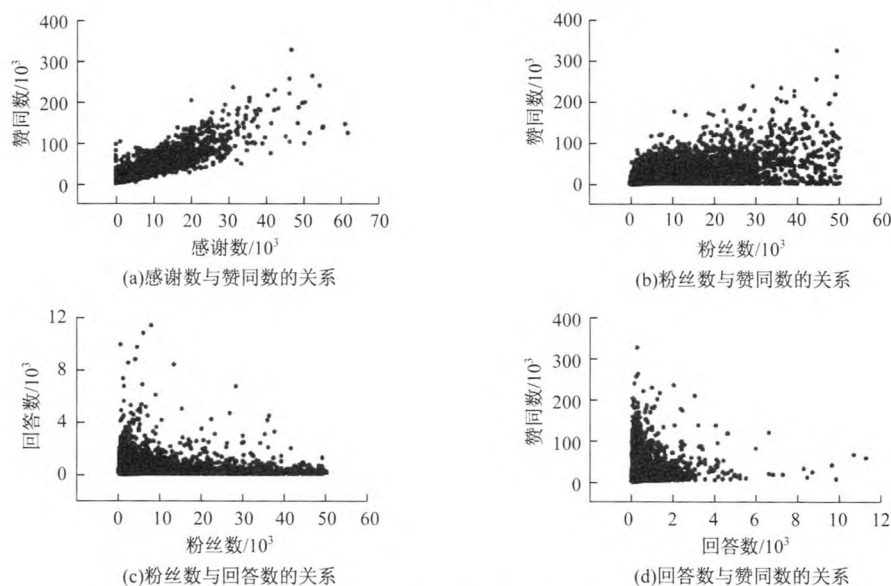 400
300
200
100
0
赞同数/10³
0 10 20 30 40 50 60 70
感谢数/10³
(a)感谢数与赞同数的关系
400
300
200
100
0
赞同数/10³
0 10 20 30 40 50 60
粉丝数/10³
(b)粉丝数与赞同数的关系
12
8
4
0
回答数/10³
0 10 20 30 40 50 60
粉丝数/10³
(c)粉丝数与回答数的关系
400
300
200
100
0
赞同数/10³
0 2 4 6 8 10 12
回答数/10³
(d)回答数与赞同数的关系